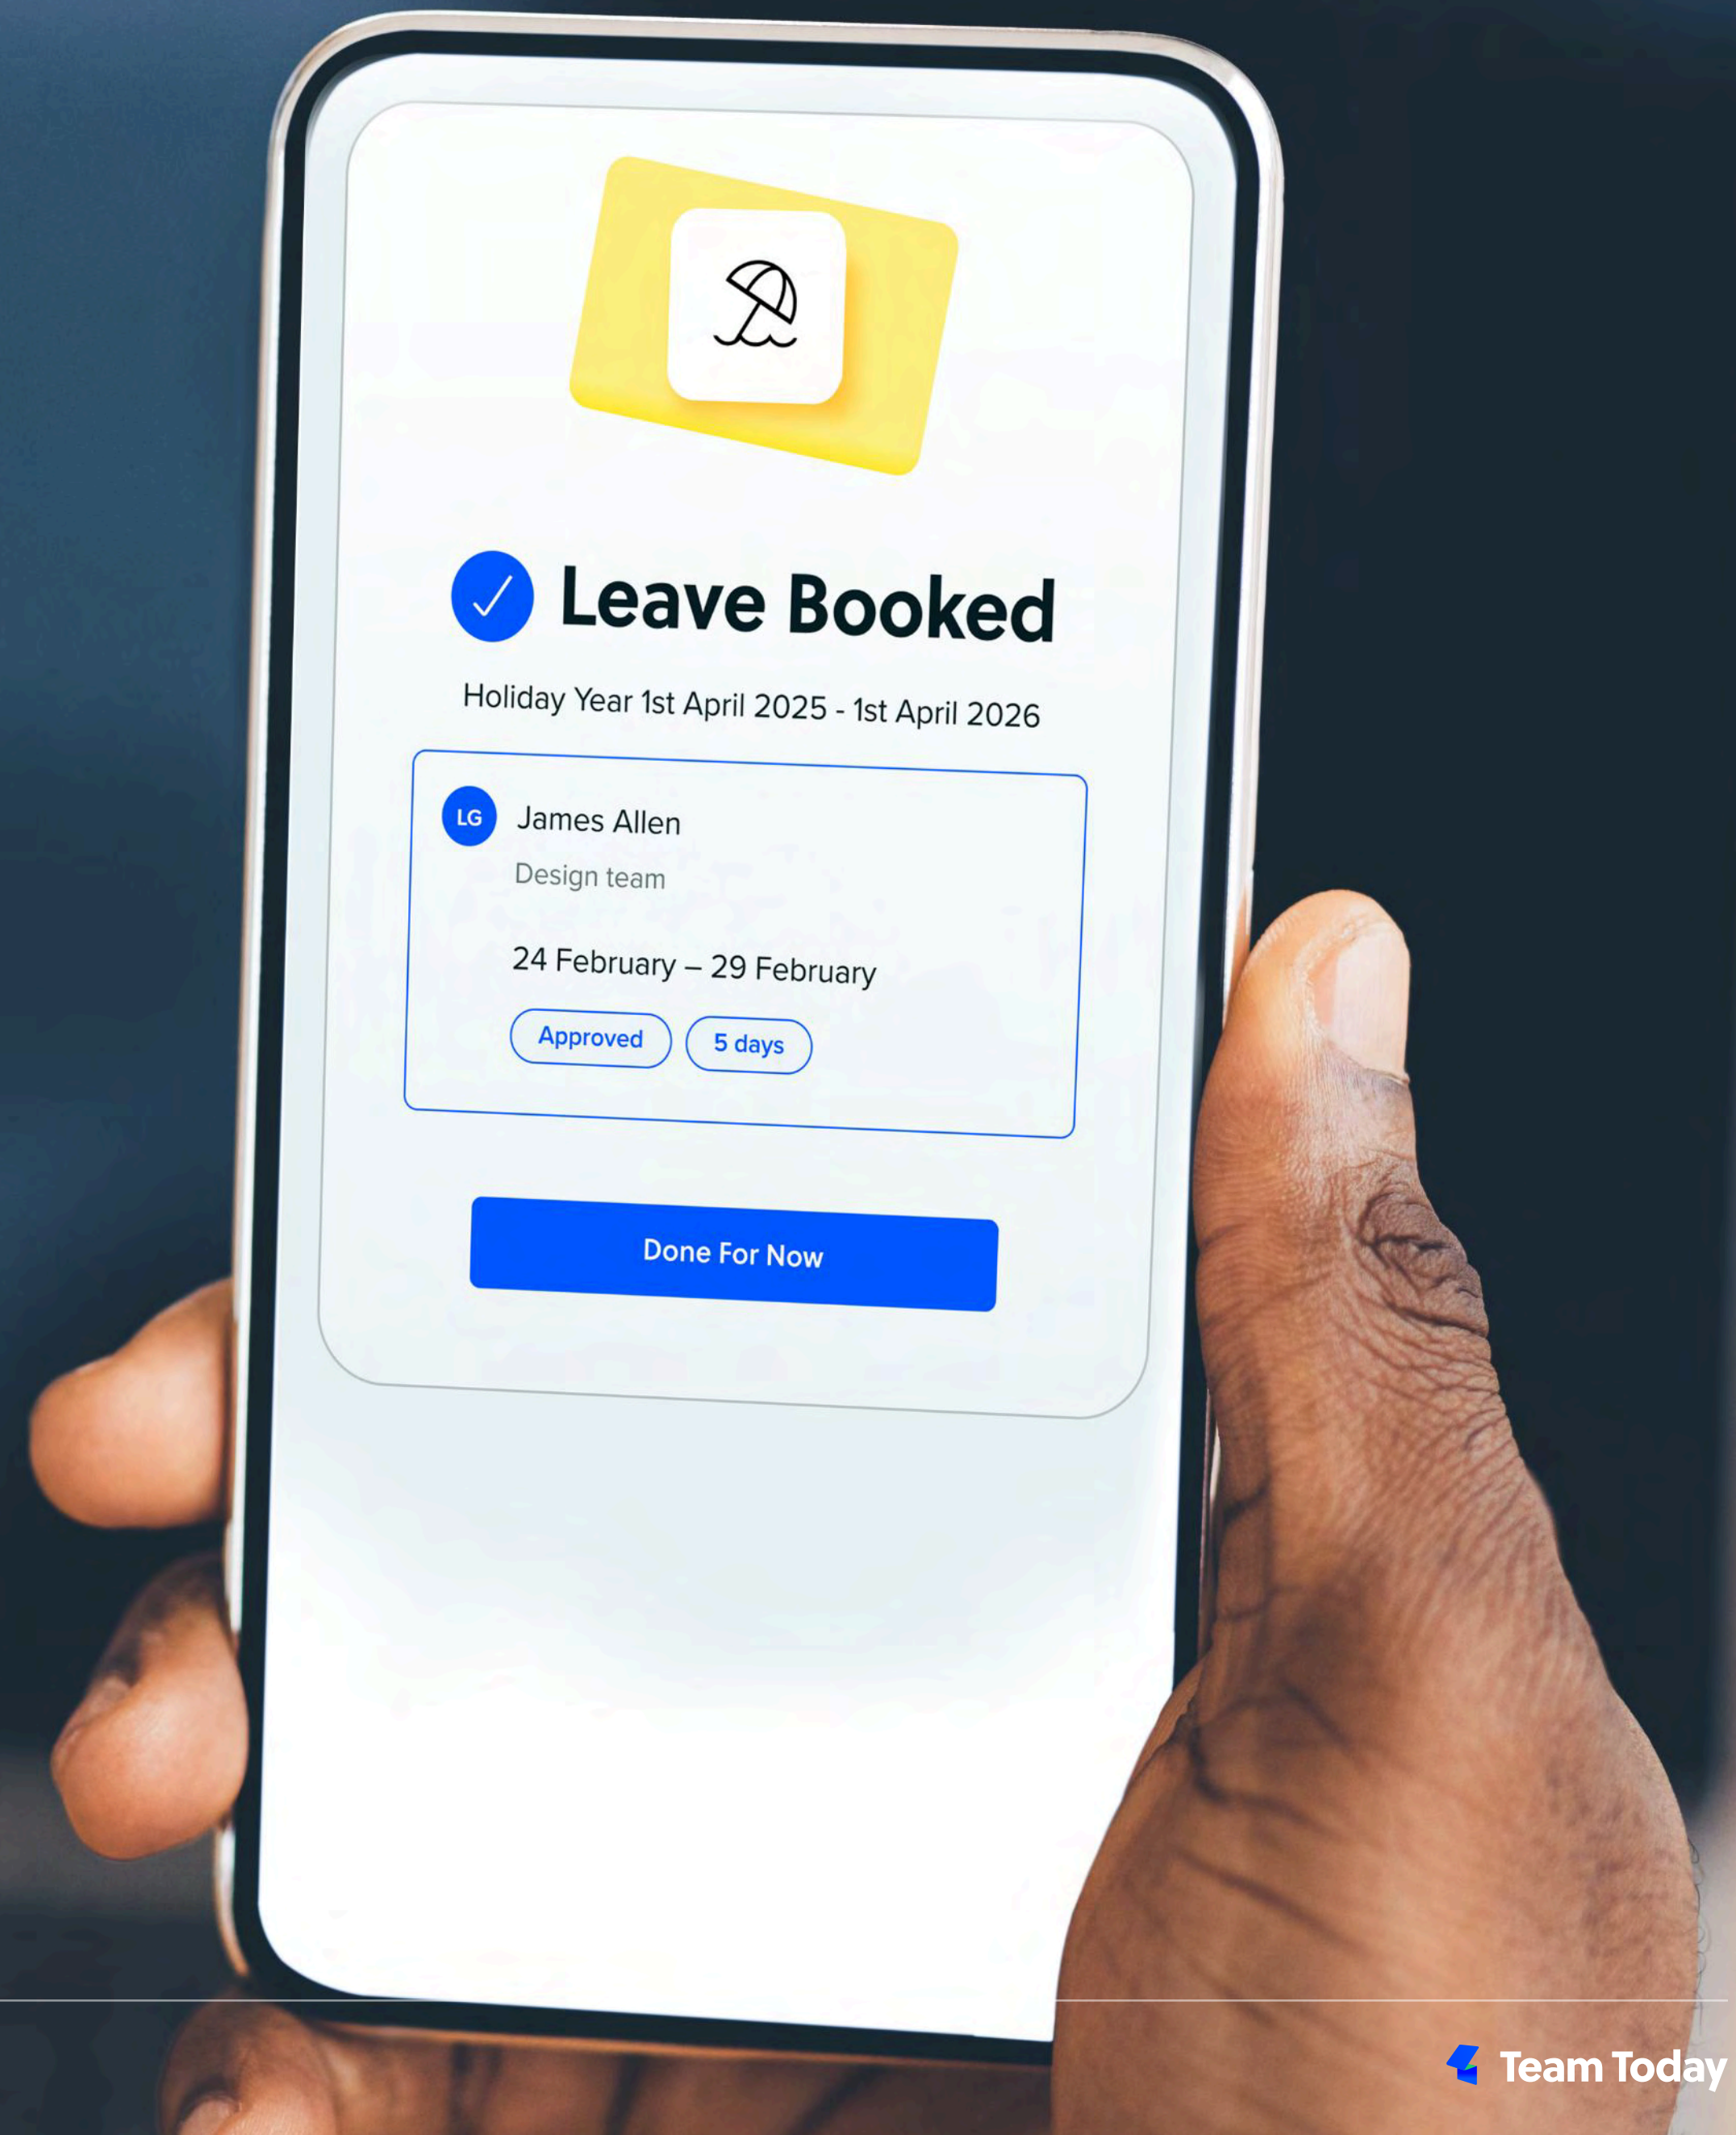 Leave Booked
Holiday Year 1st April 2025 - 1st April 2026
LG James Allen
Design team
24 February – 29 February
Approved 5 days
Done For Now
Team Today